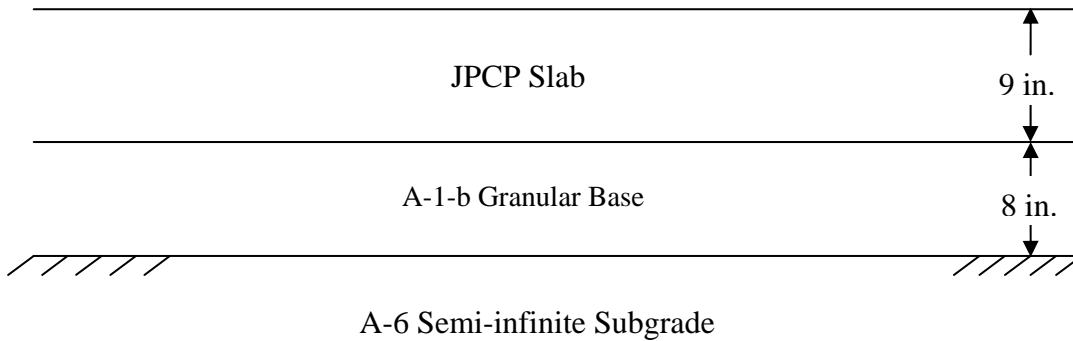 JPCP Slab
9 in.
A-1-b Granular Base
8 in.
A-6 Semi-infinite Subgrade